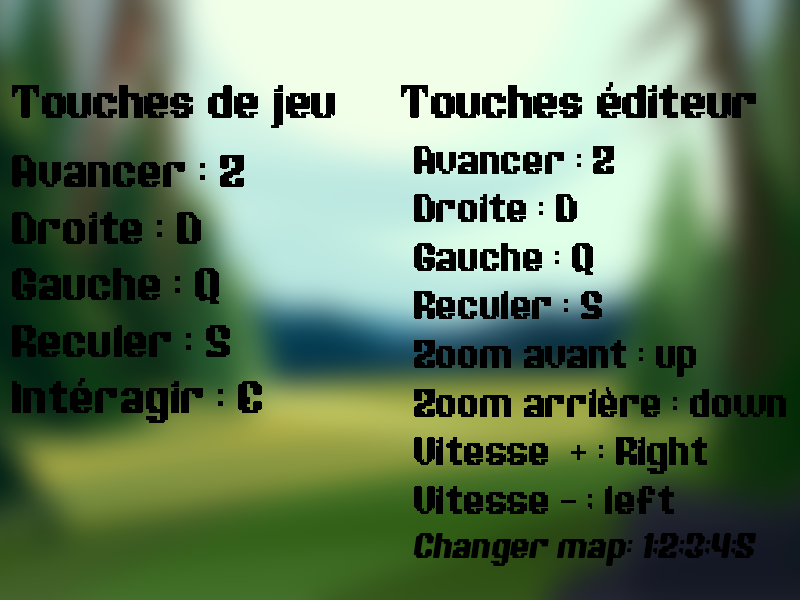 Touches de jeu
Avancer : Z
Droite : D
Gauche : Q
Reculer : S
Intéragir : E
Touches éditeur
Avancer : Z
Droite : D
Gauche : Q
Reculer : S
Zoom avant : up
Zoom arrière : down
Vitesse + : Right
Vitesse - : left
Changer map: 1:2:3:4:5